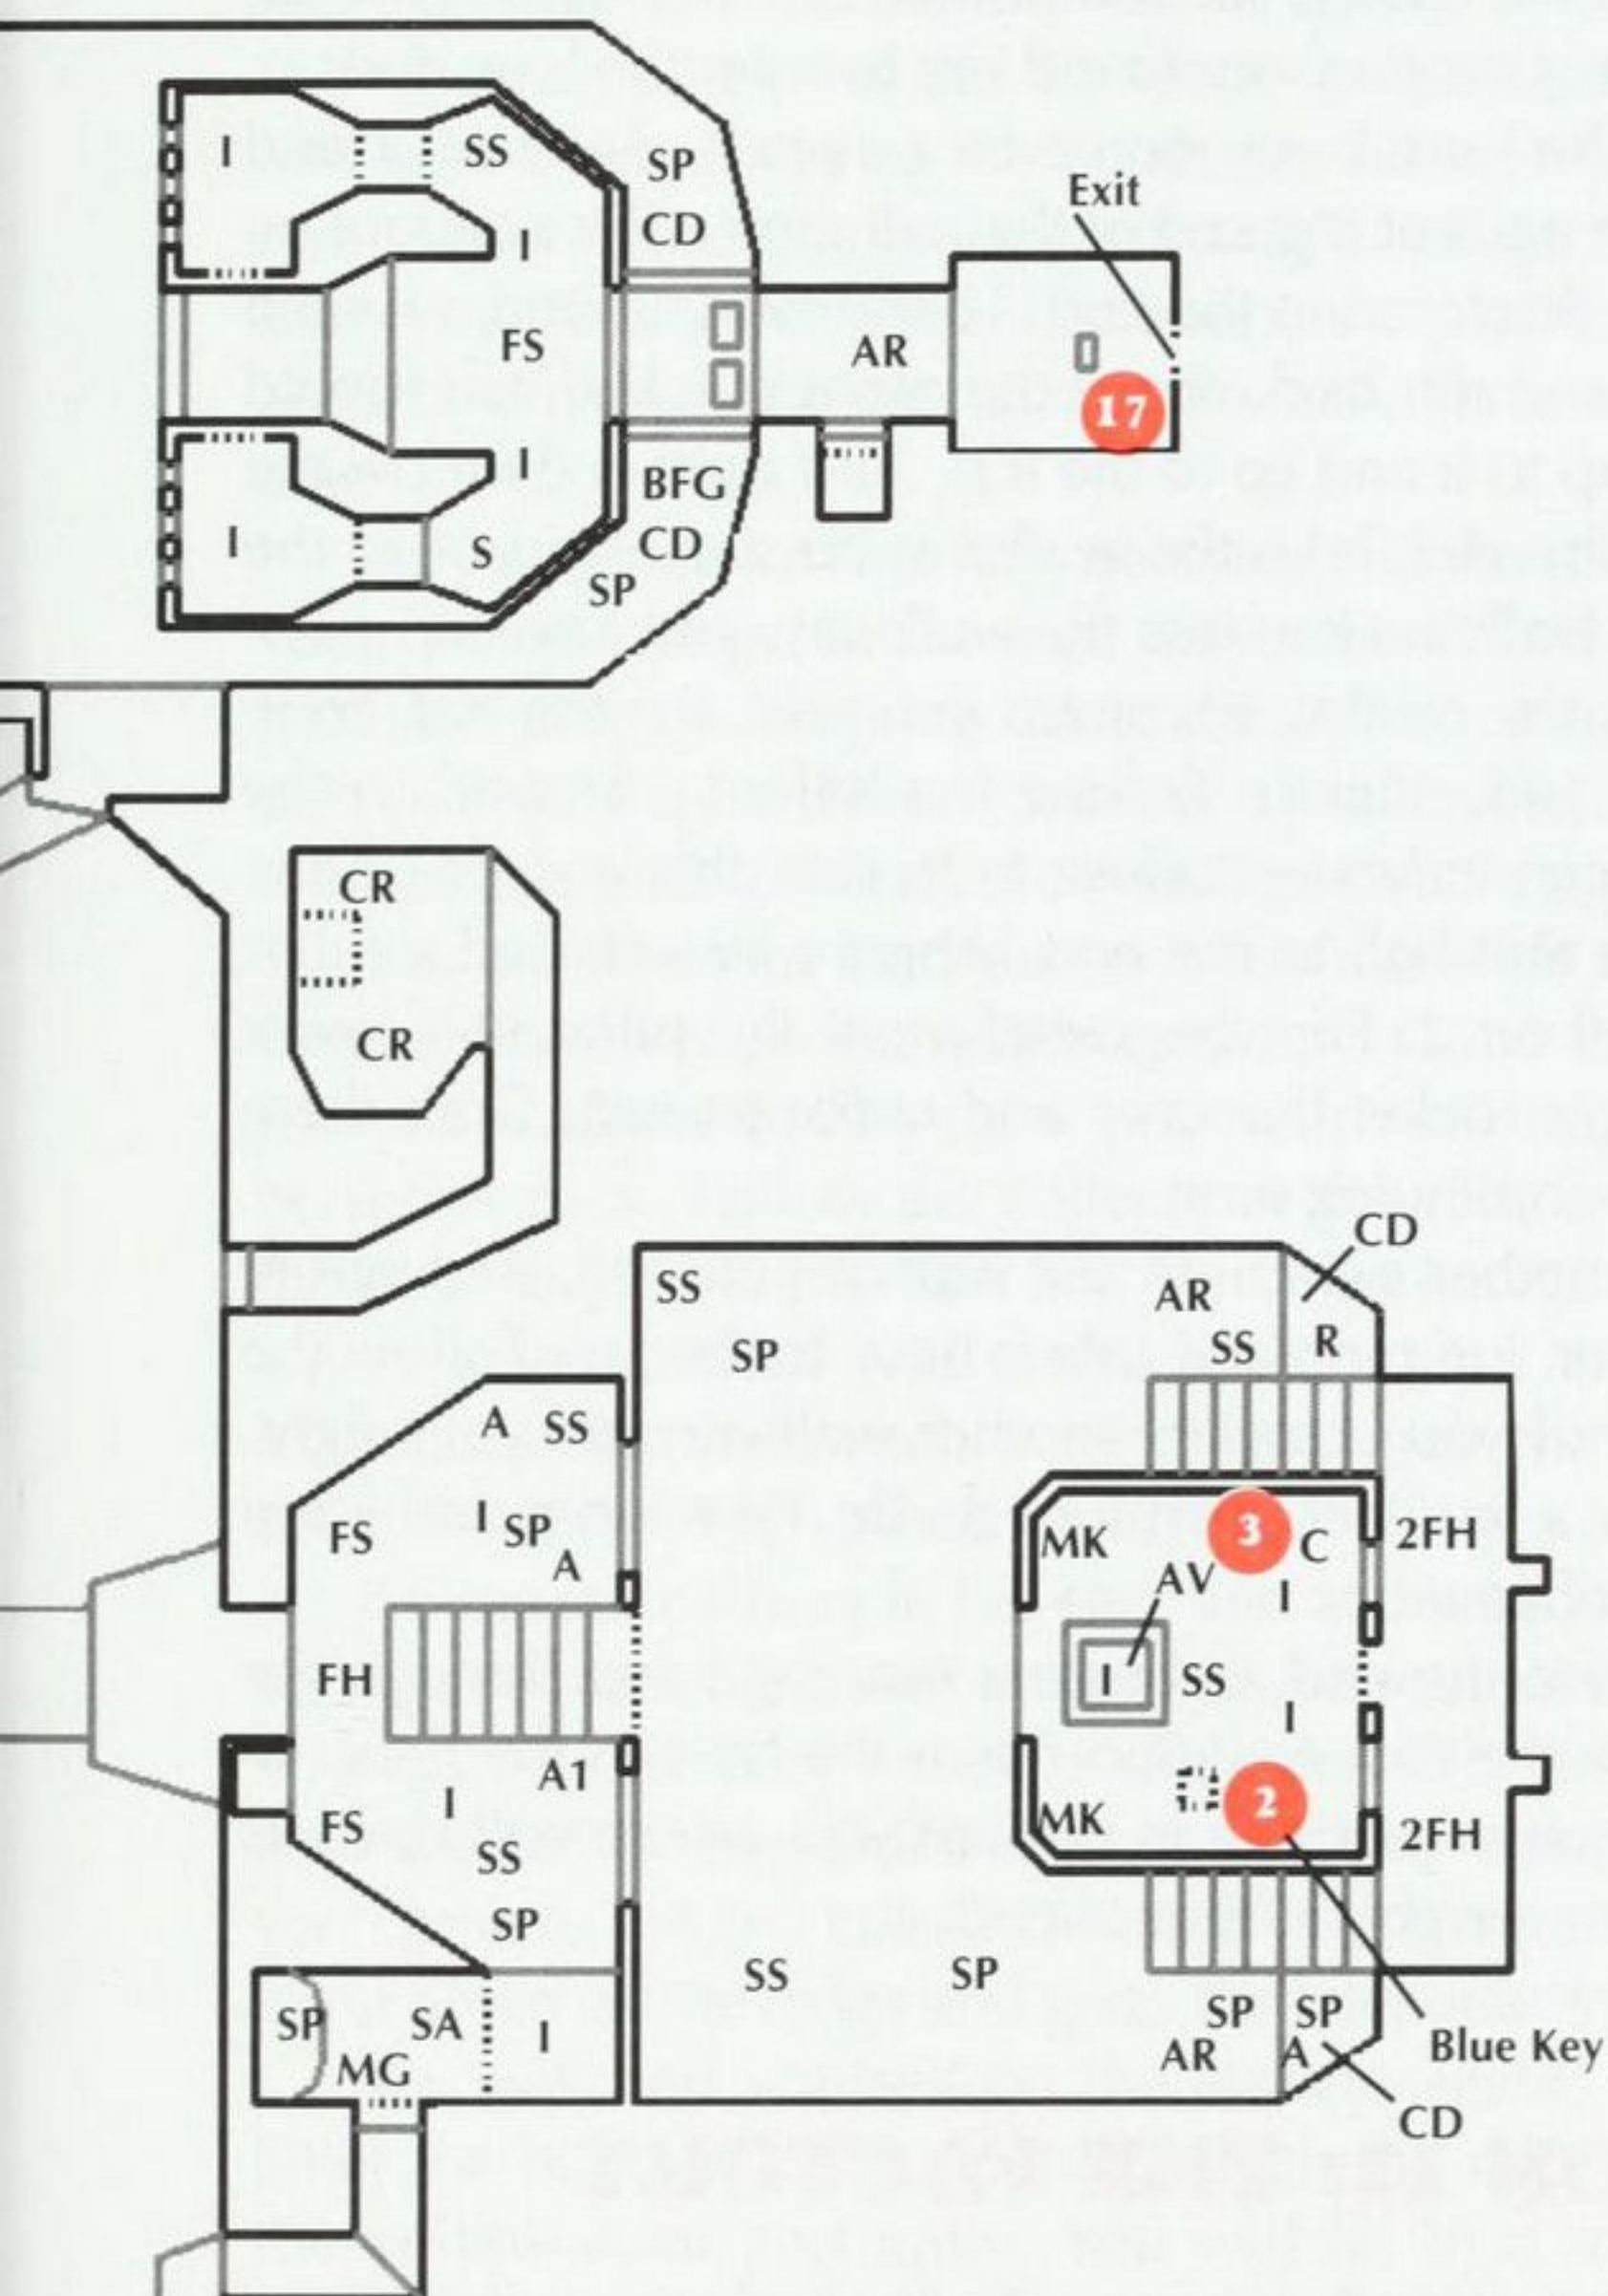 I
SS
SP
CD
Exit
I
FS
AR
17
I
BFG
I
S
CD
SP
CR
CR
CD
SS
AR
SP
SS
R
A
SS
I
SP
FS
A
MK
3
C
2FH
AV
I
FH
I
SS
I
A1
I
2
FS
MK
2FH
SS
SP
SS
SP
SP
SP
SP
SA
I
AR
A
Blue Key
MG
CD